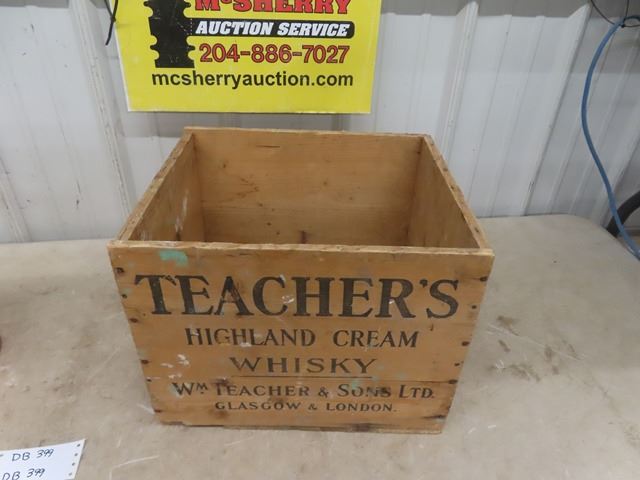 McSHERRY
AUCTION SERVICE
204-886-7027
mcsherryauction.com
TEACHER'S
HIGHLAND CREAM
WHISKY
WM TEACHER & SONS LTD.
GLASGOW & LONDON.
DB 399
DB 399